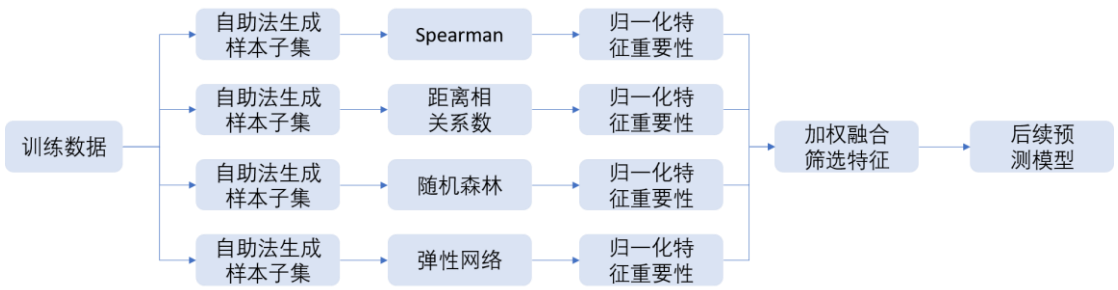 训练数据
自助法生成
样本子集
Spearman
归一化特
征重要性
自助法生成
样本子集
距离相
关系数
归一化特
征重要性
自助法生成
样本子集
随机森林
归一化特
征重要性
自助法生成
样本子集
弹性网络
归一化特
征重要性
加权融合
筛选特征
后续预
测模型